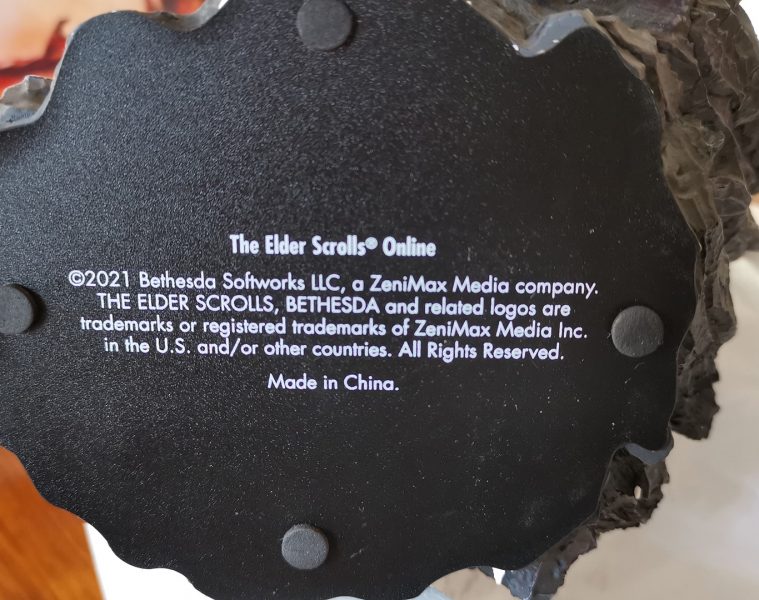 The Elder Scrolls® Online
©2021 Bethesda Softworks LLC, a ZeniMax Media company.
THE ELDER SCROLLS, BETHESDA and related logos are
trademarks or registered trademarks of ZeniMax Media Inc.
in the U.S. and/or other countries. All Rights Reserved.
Made in China.